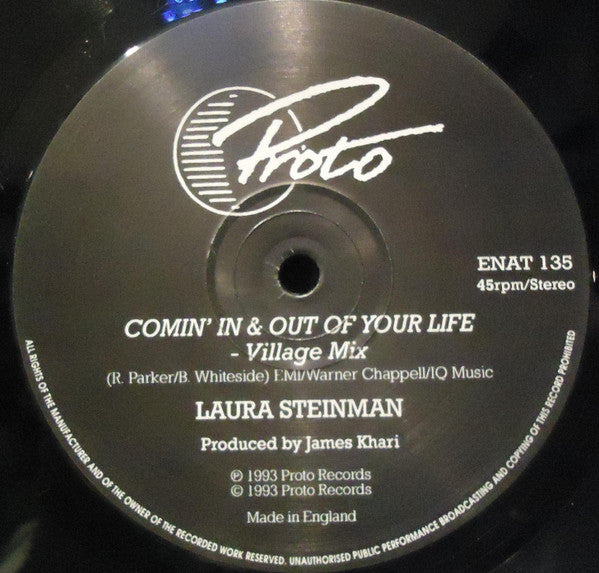 Proto
ENAT 135
45rpm/Stereo
COMIN' IN & OUT OF YOUR LIFE
- Village Mix
(R. Parker/B. Whiteside) EMI/Warner Chappell/IQ Music
LAURA STEINMAN
Produced by James Khari
℗ 1993 Proto Records
© 1993 Proto Records
Made in England
ALL RIGHTS OF THE MANUFACTURER AND OF THE OWNER OF THE RECORDED WORK RESERVED. UNAUTHORISED PUBLIC PERFORMANCE BROADCASTING AND COPYING OF THIS RECORD PROHIBITED